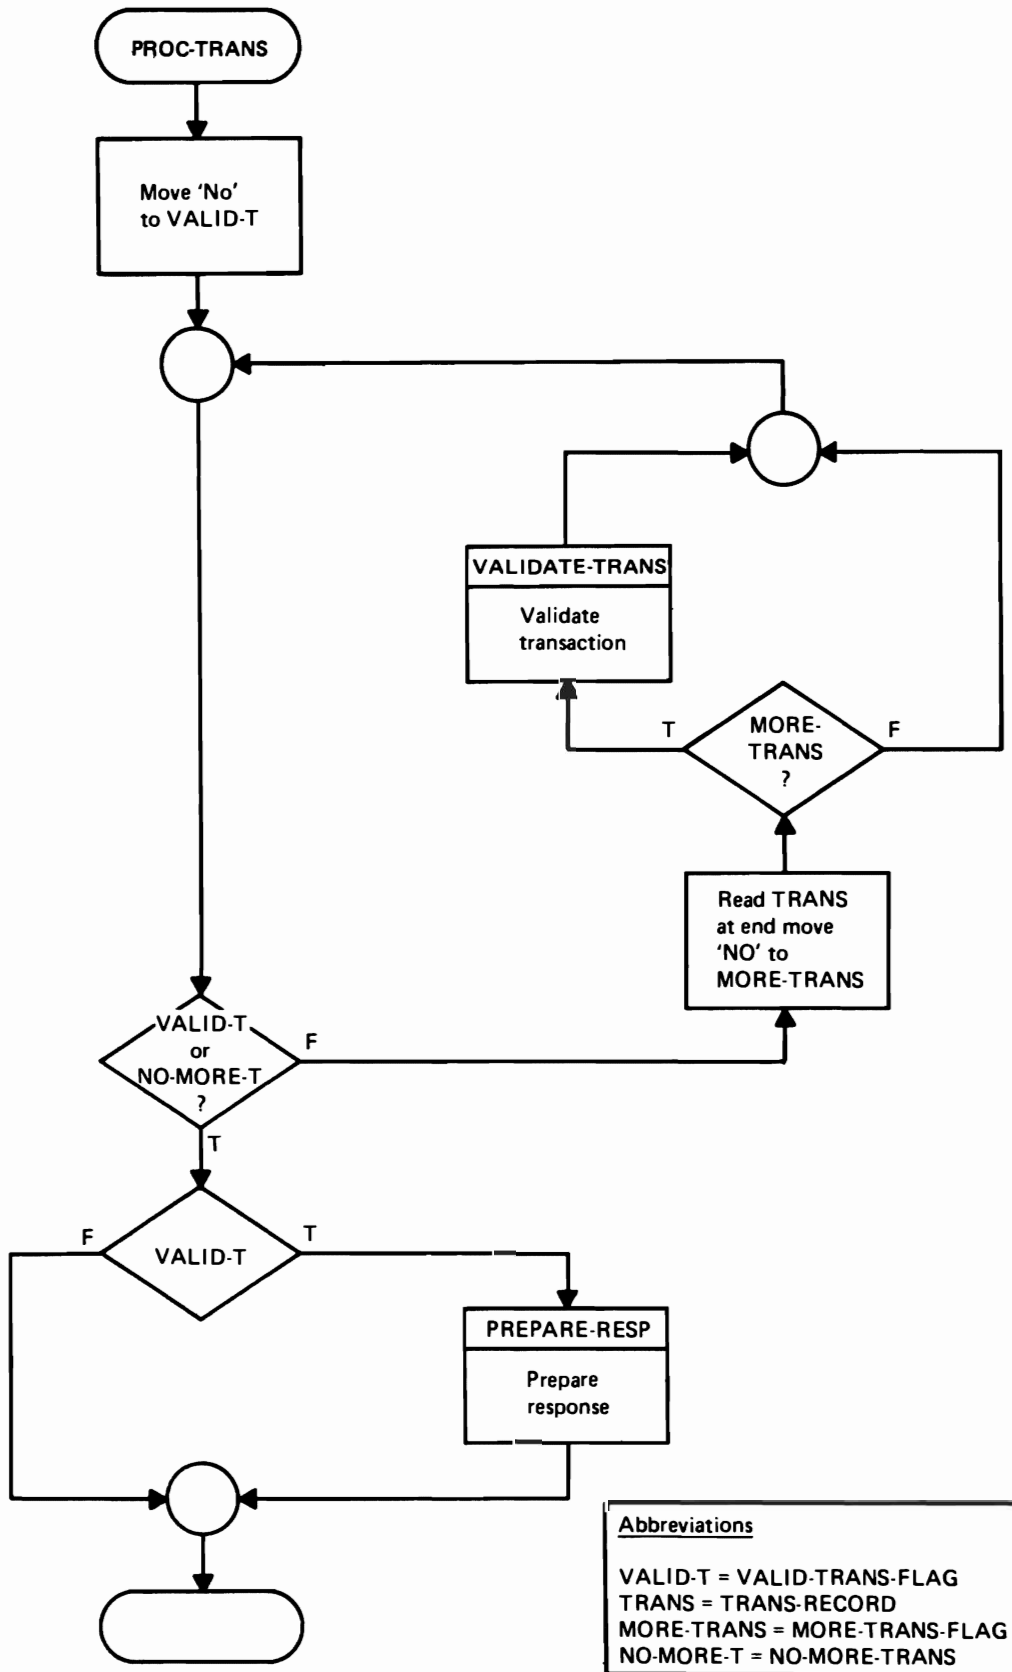 PROC-TRANS
Move ‘No’
to VALID-T
VALIDATE-TRANS
Validate
transaction
T
MORE-
TRANS
?
F
Read TRANS
at end move
‘NO’ to
MORE-TRANS
VALID-T
or
NO-MORE-T
?
F
T
F
VALID-T
T
PREPARE-RESP
Prepare
response
Abbreviations
VALID-T = VALID-TRANS-FLAG
TRANS = TRANS-RECORD
MORE-TRANS = MORE-TRANS-FLAG
NO-MORE-T = NO-MORE-TRANS